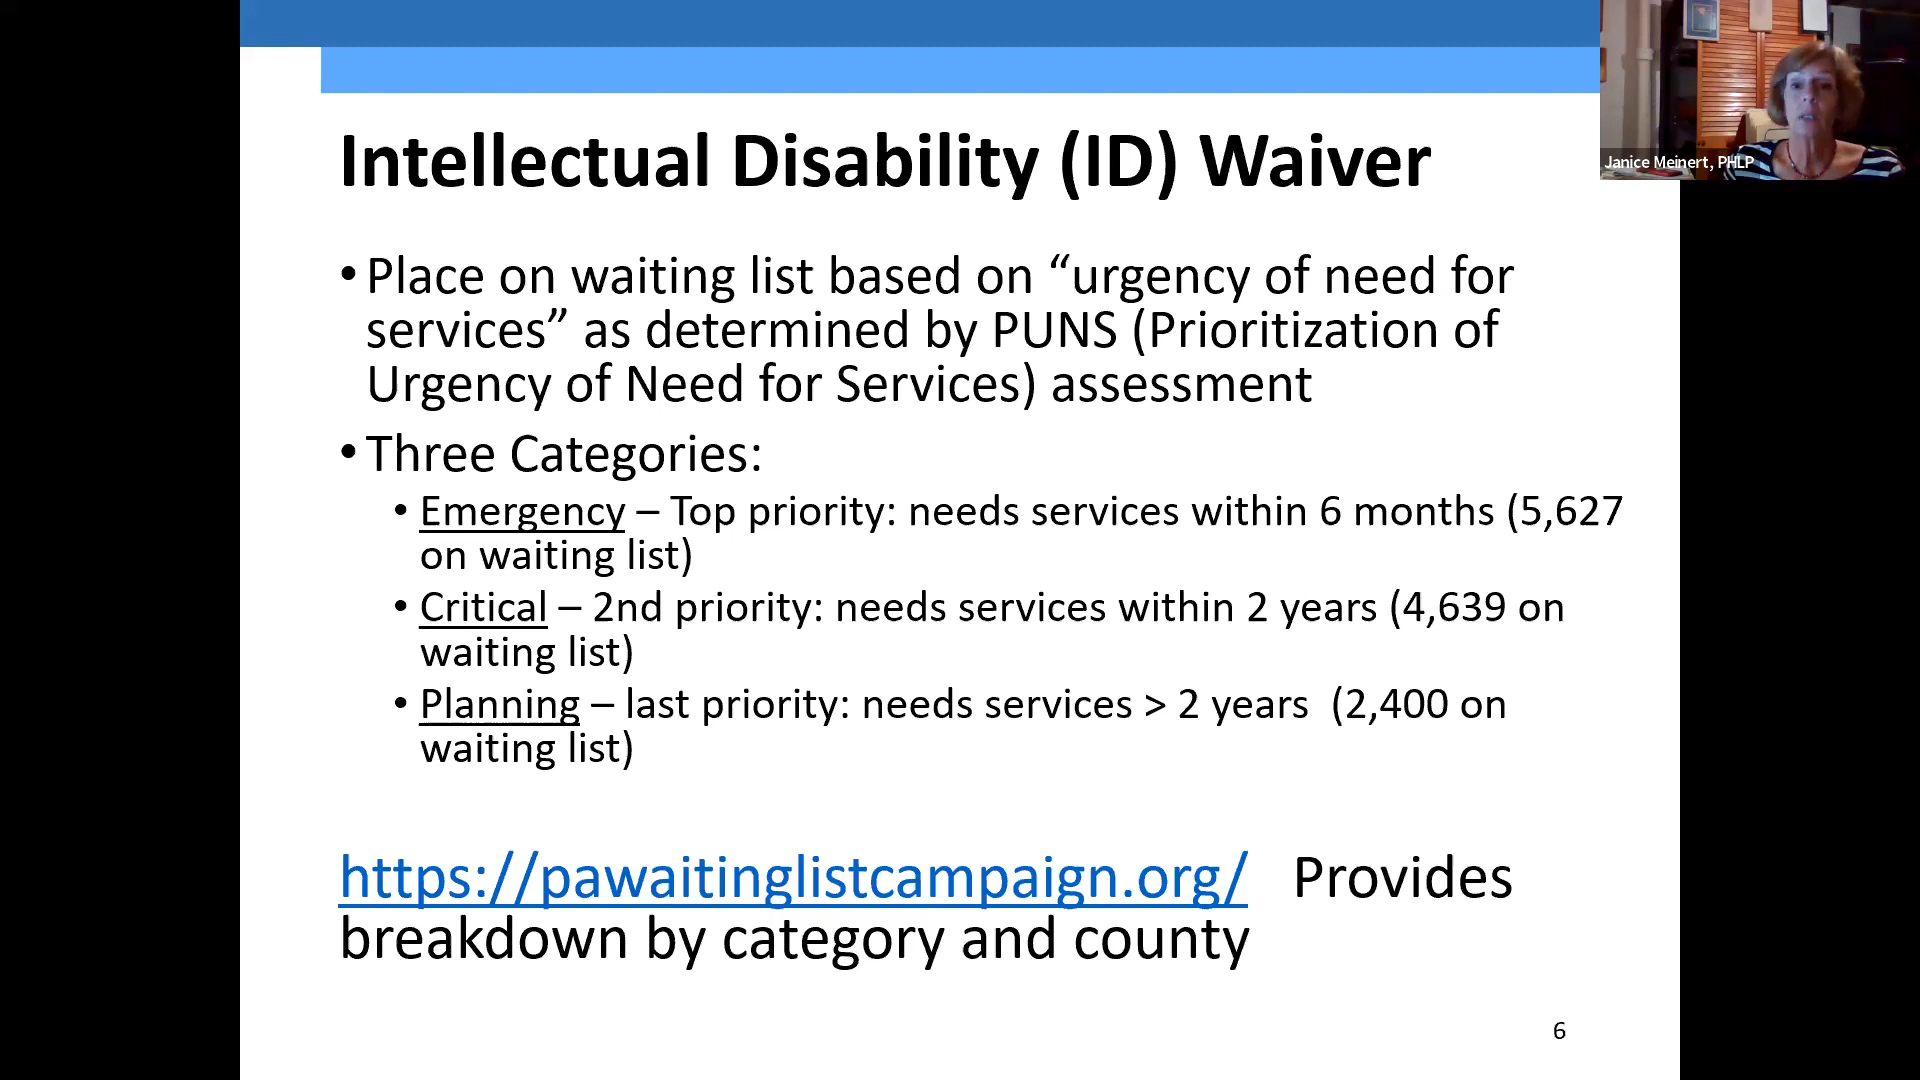 Janice Meinert, PHLP
Intellectual Disability (ID) Waiver
• Place on waiting list based on “urgency of need for
services” as determined by PUNS (Prioritization of
Urgency of Need for Services) assessment
• Three Categories:
• Emergency – Top priority: needs services within 6 months (5,627
on waiting list)
• Critical – 2nd priority: needs services within 2 years (4,639 on
waiting list)
• Planning – last priority: needs services > 2 years (2,400 on
waiting list)
https://pawaitinglistcampaign.org/ Provides
breakdown by category and county
6